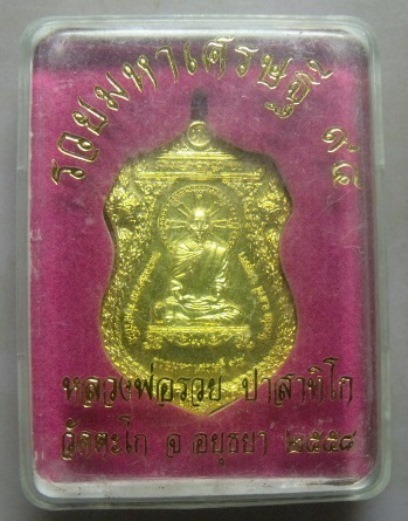 รวยมหาเศรษฐี ๑๖
หลวงพ่อรวย ปาสาทิโก
วัดตะโก จ อยุธยา ๒๕๕๘